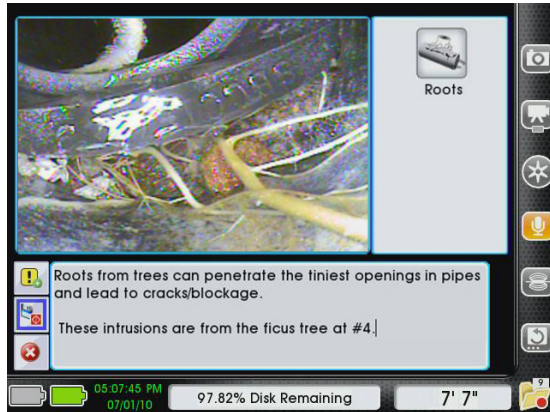 Roots
Roots from trees can penetrate the tiniest openings in pipes
and lead to cracks/blockage.
These intrusions are from the ficus tree at #4.
05:07:45 PM
07/01/10
97.82% Disk Remaining
7' 7"
9